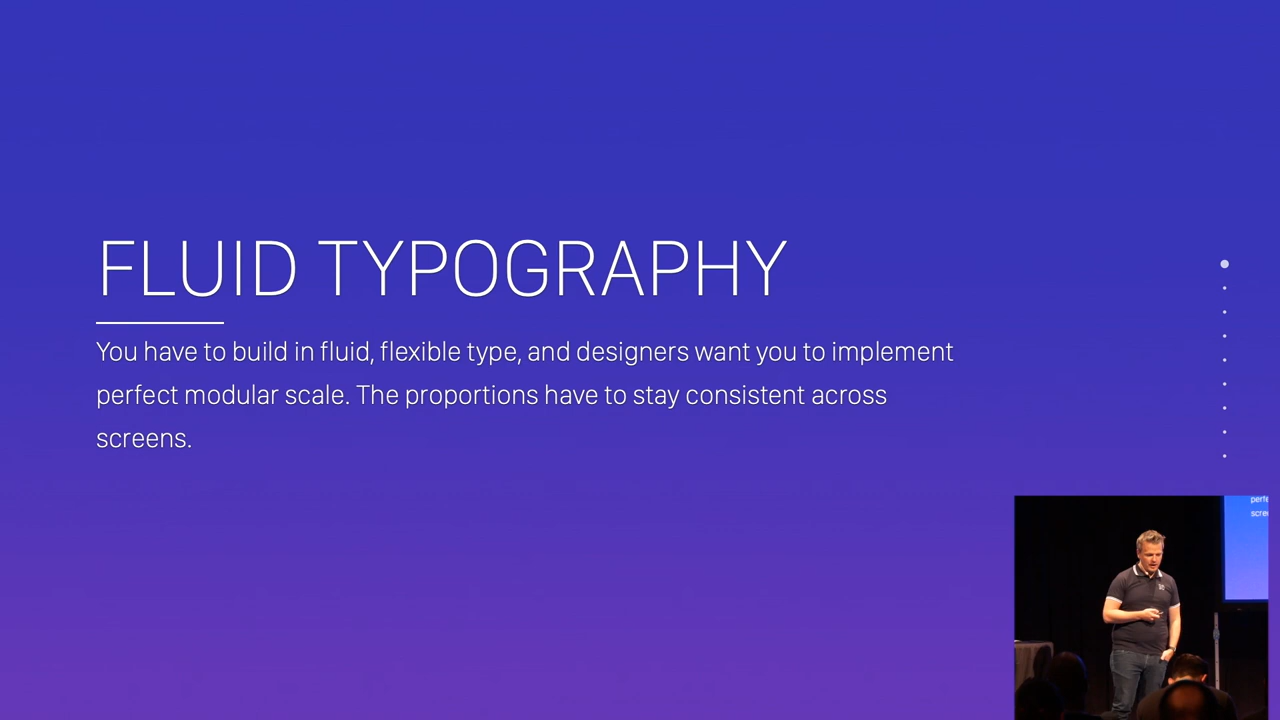 FLUID TYPOGRAPHY
You have to build in fluid, flexible type, and designers want you to implement
perfect modular scale. The proportions have to stay consistent across
screens.